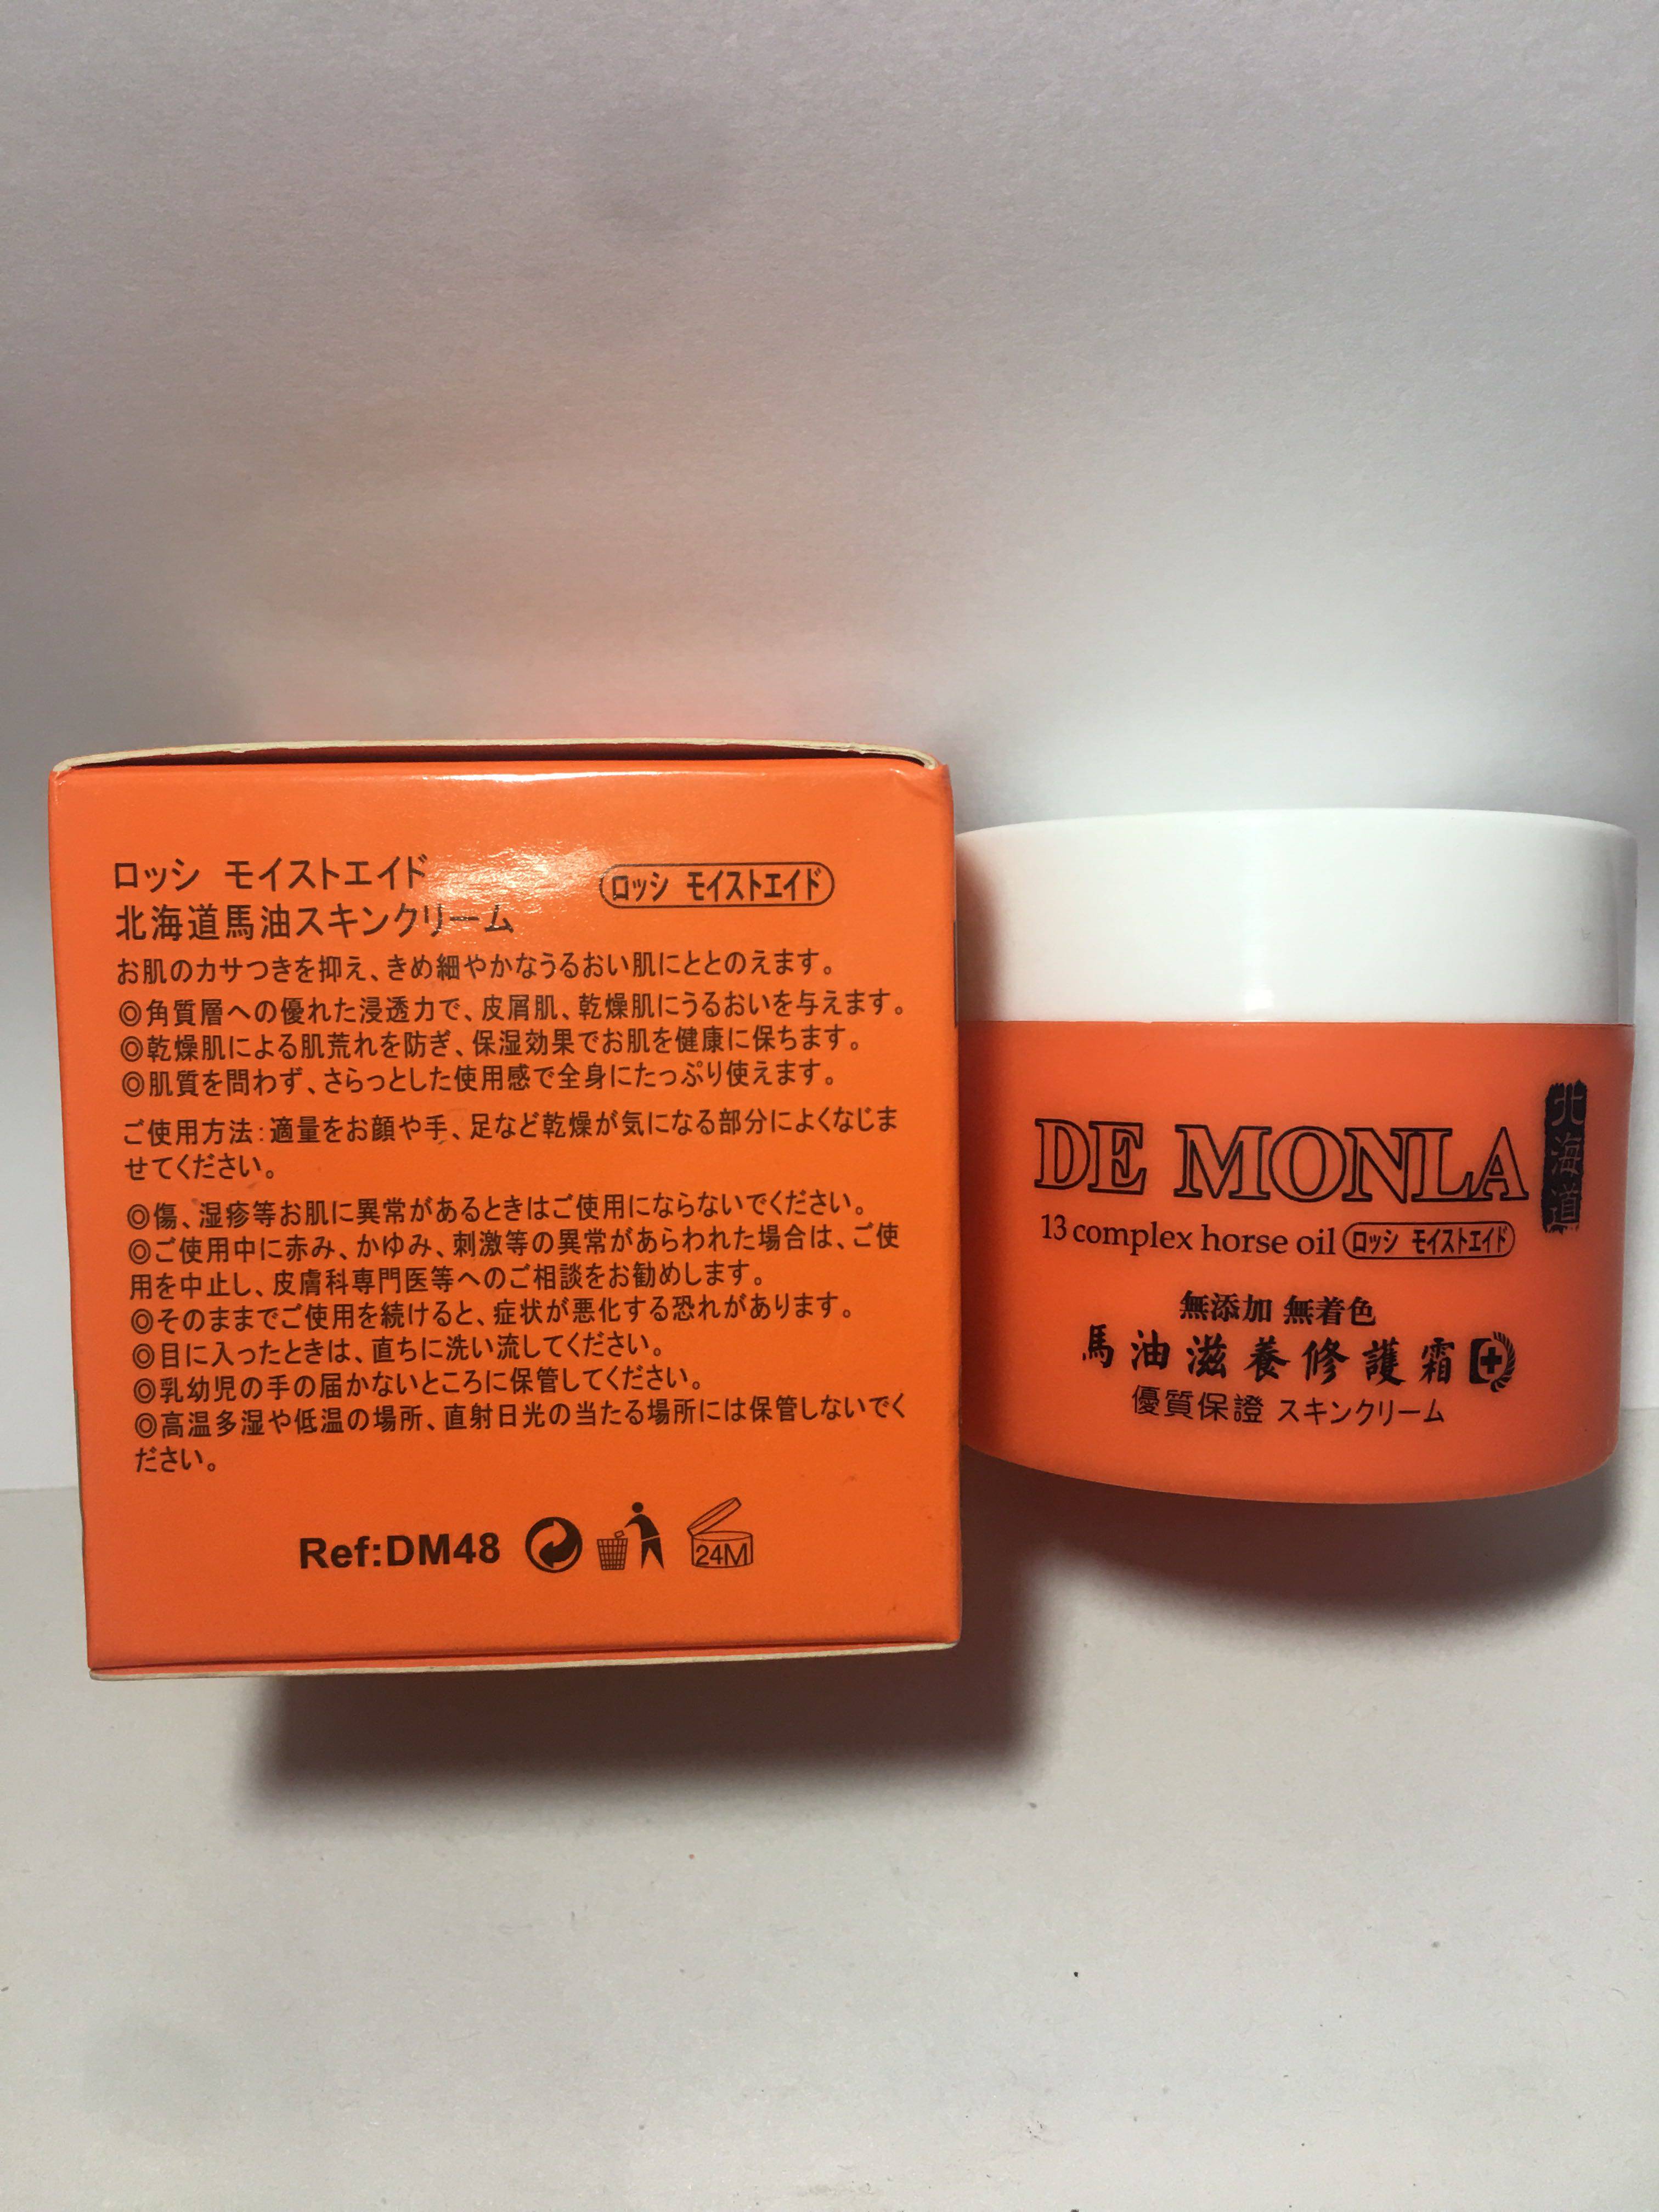 ロッシ モイストエイド
ロッシ モイストエイド
北海道馬油スキンクリーム
お肌のカサつきを抑え、きめ細やかなうるおい肌にととのえます。
◎角質層への優れた浸透力で、皮屑肌、乾燥肌にうるおいを与えます。
◎乾燥肌による肌荒れを防ぎ、保湿効果でお肌を健康に保ちます。
◎肌質を問わず、さらっとした使用感で全身にたっぷり使えます。
ご使用方法:適量をお顔や手、足など乾燥が気になる部分によくなじま
せてください。
◎傷、湿疹等お肌に異常があるときはご使用にならないでください。
◎ご使用中に赤み、かゆみ、刺激等の異常があらわれた場合は、ご使
用を中止し、皮膚科専門医等へのご相談をお勧めします。
◎そのままでご使用を続けると、症状が悪化する恐れがあります。
◎目に入ったときは、直ちに洗い流してください。
◎乳幼児の手の届かないところに保管してください。
◎高温多湿や低温の場所、直射日光の当たる場所には保管しないでく
ださい。
Ref:DM48
24M
DE MONLA
北海道
13 complex horse oil ロッシ モイストエイド
無添加 無着色
馬油滋養修護霜
優質保證 スキンクリーム